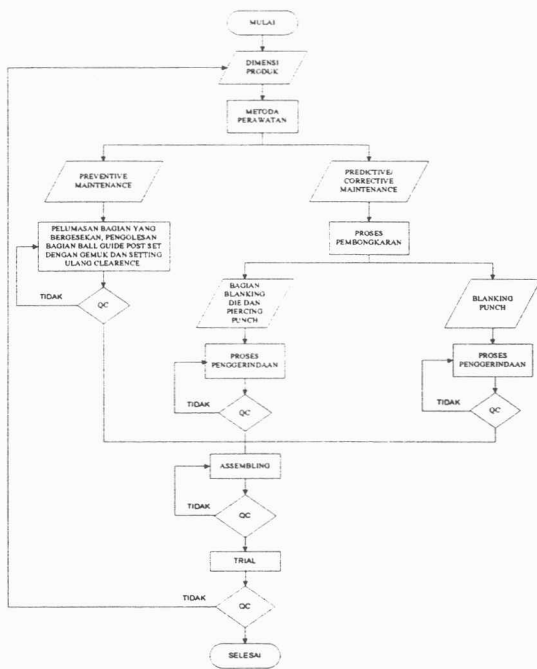 MULAI
DIMENSI
PRODUK
METODA
PERAWATAN
PREVENTIVE
MAINTENANCE
PREDICTIVE/
CORRECTIVE
MAINTENANCE
PELUMASAN BAGIAN YANG
BERGESEKAN, PENGOLESAN
BAGIAN BALL GUIDE POST SET
DENGAN GEMUK DAN SETTING
ULANG CLEARENCE
TIDAK
QC
PROSES
PEMBONGKARAN
BAGIAN
BLANKING
DIE DAN
PIERCING
PUNCH
BLANKING
PUNCH
PROSES
PENGGERINDAAN
TIDAK
QC
PROSES
PENGGERINDAAN
TIDAK
QC
ASSEMBLING
TIDAK
QC
TRIAL
TIDAK
QC
SELESAI